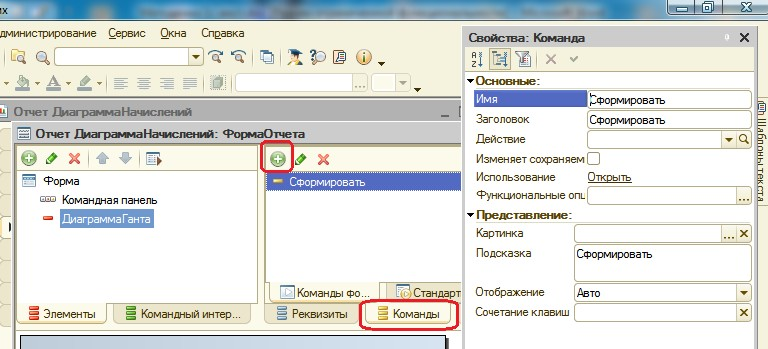 их
Свойства: Команда
дминистрирование Сервис Окна Справка
Основные:
Имя Сформировать
Заголовок Сформировать
Действие
Изменяет сохраняем
Использование Открыть
Функциональные опц
Представление:
Картинка
Подсказка Сформировать
Отображение Авто
Сочетание клавиш
Шаблоны текста
Отчет ДиаграммаНачислений
Отчет ДиаграммаНачислений: ФормаОтчета
Форма
Командная панель
ДиаграммаГанта
Сформировать
Команды фо...
Стандарт
Элементы
Командный интер...
Реквизиты
Команды